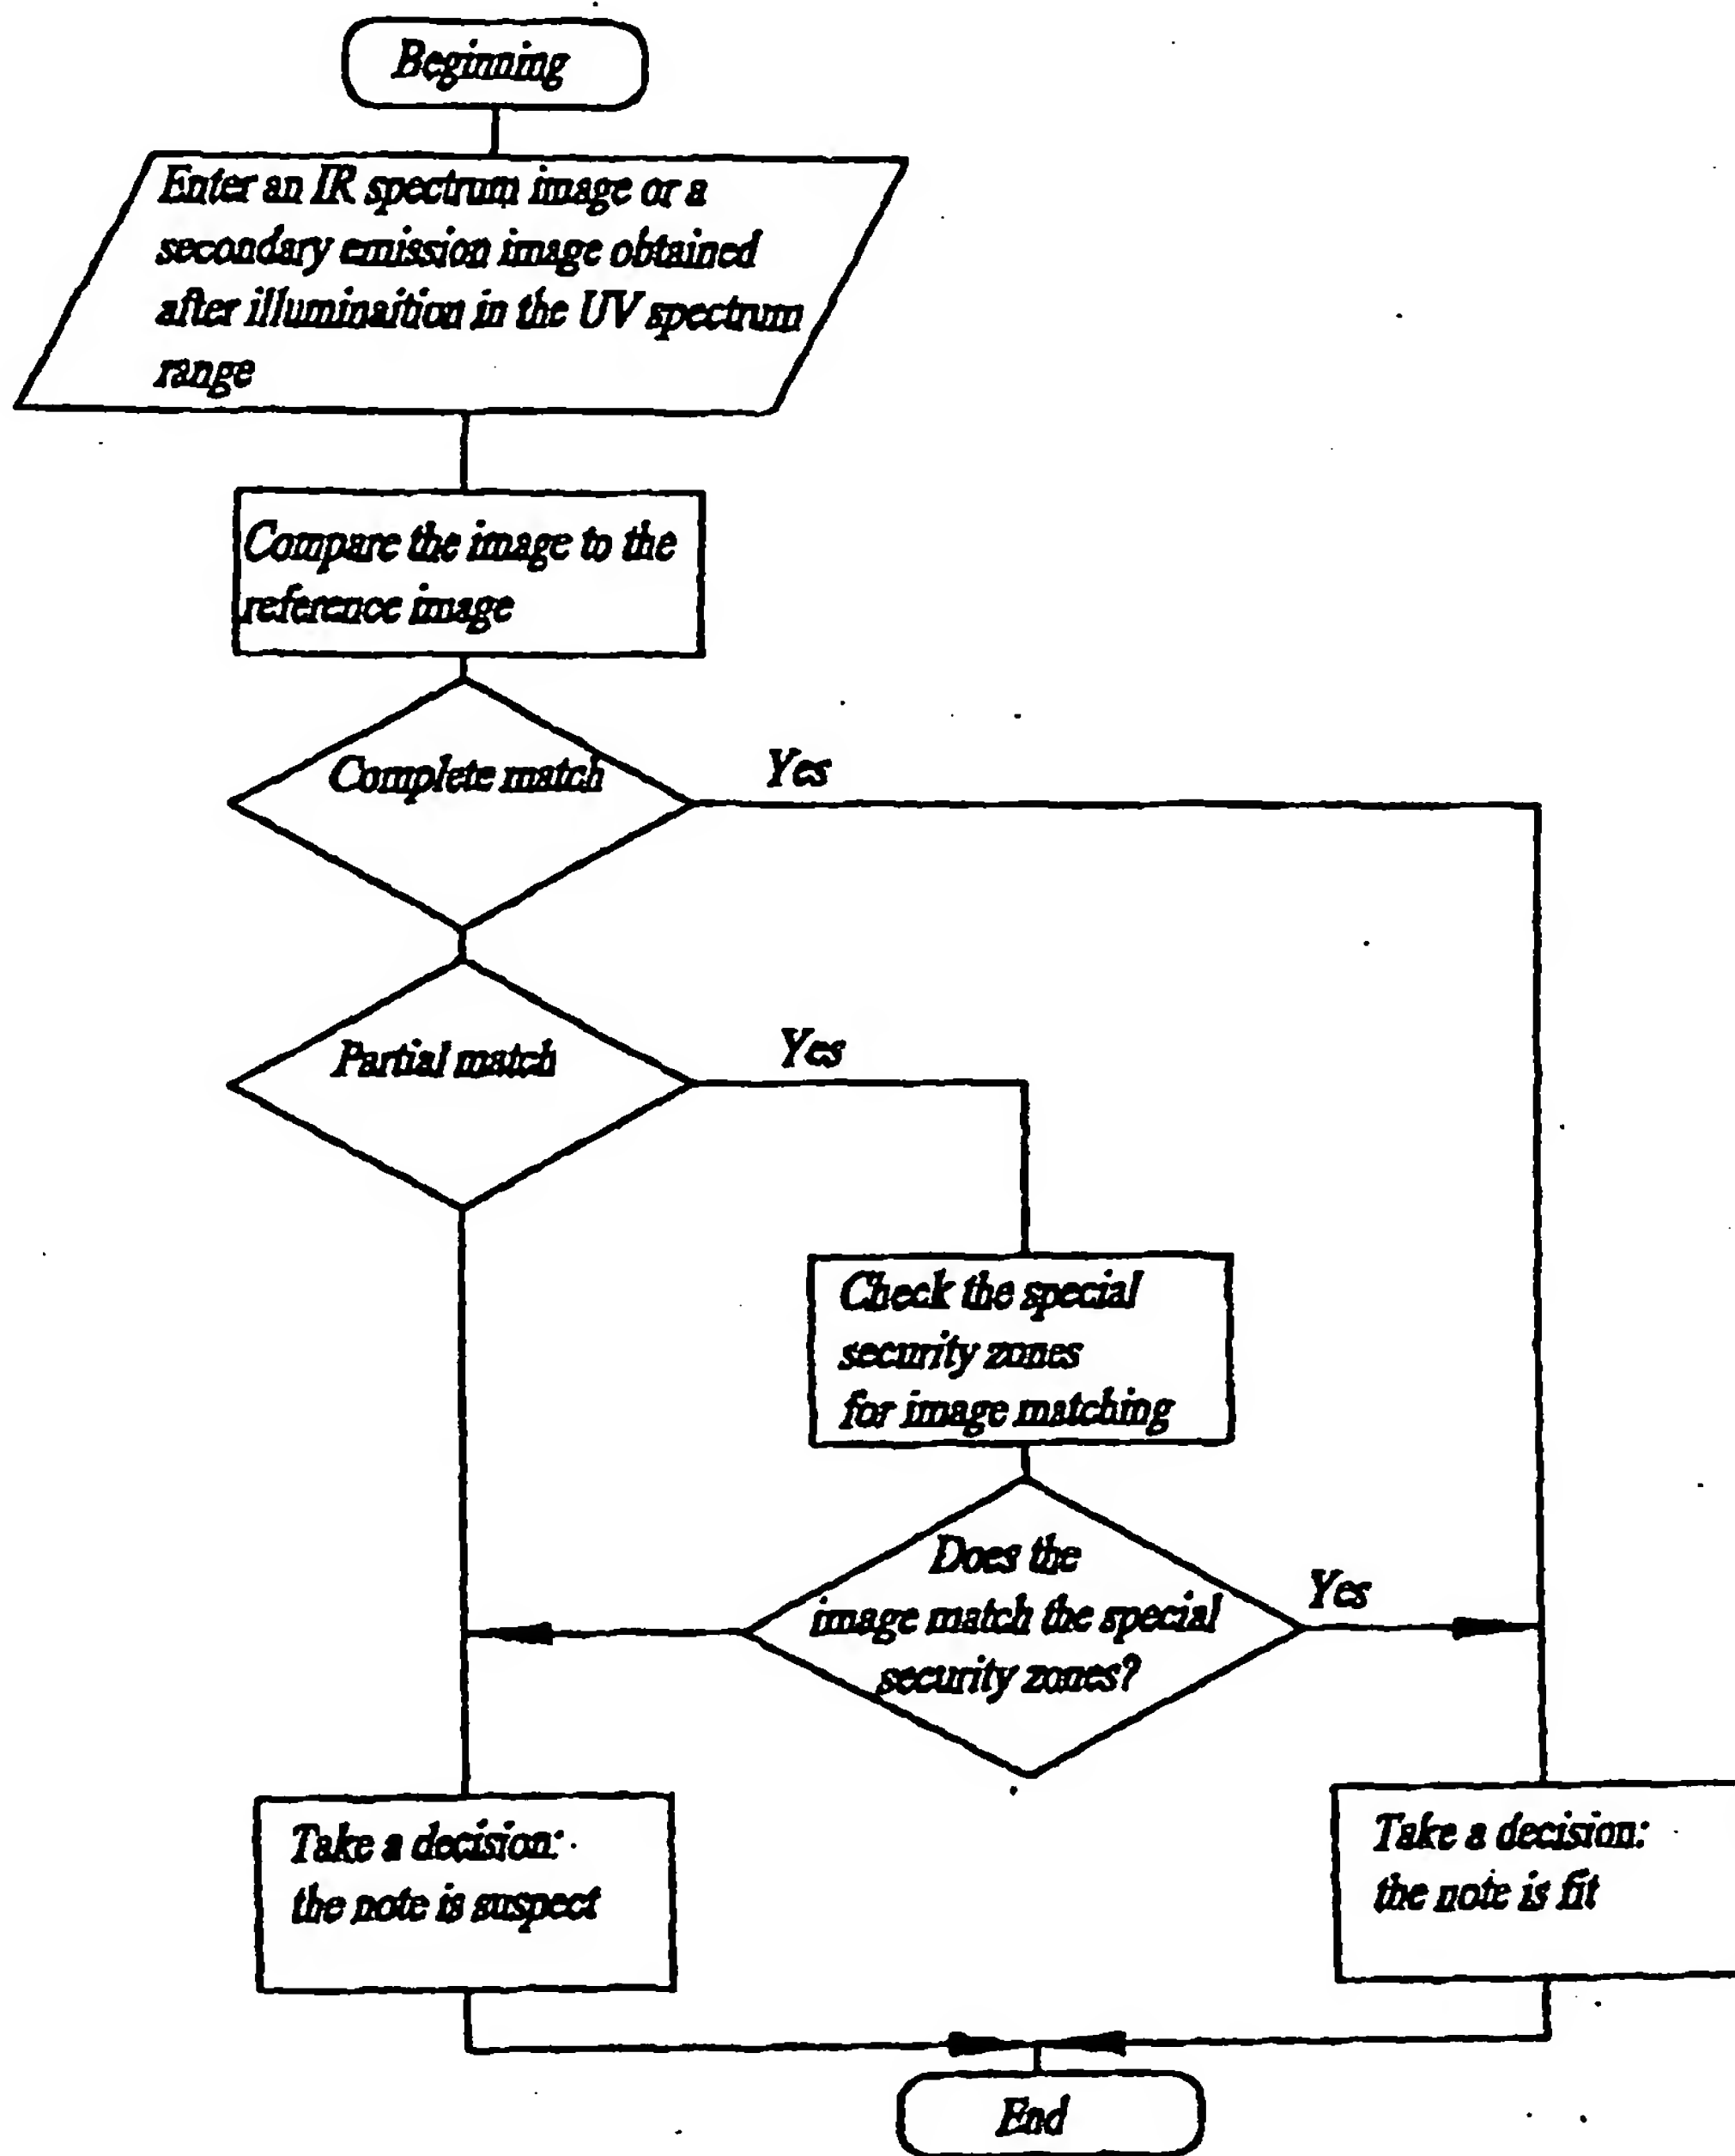 Beginning
Enter an IR spectrum image or a
secondary emission image obtained
after illuminaition in the UV spectrum
range
Compare the image to the
reference image
Complete match
Yes
Partial match
Yes
Check the special
security zones
for image matching
Does the
image match the special
security zones?
Yes
Take a decision:
the note is suspect
Take a decision:
the note is fit
End